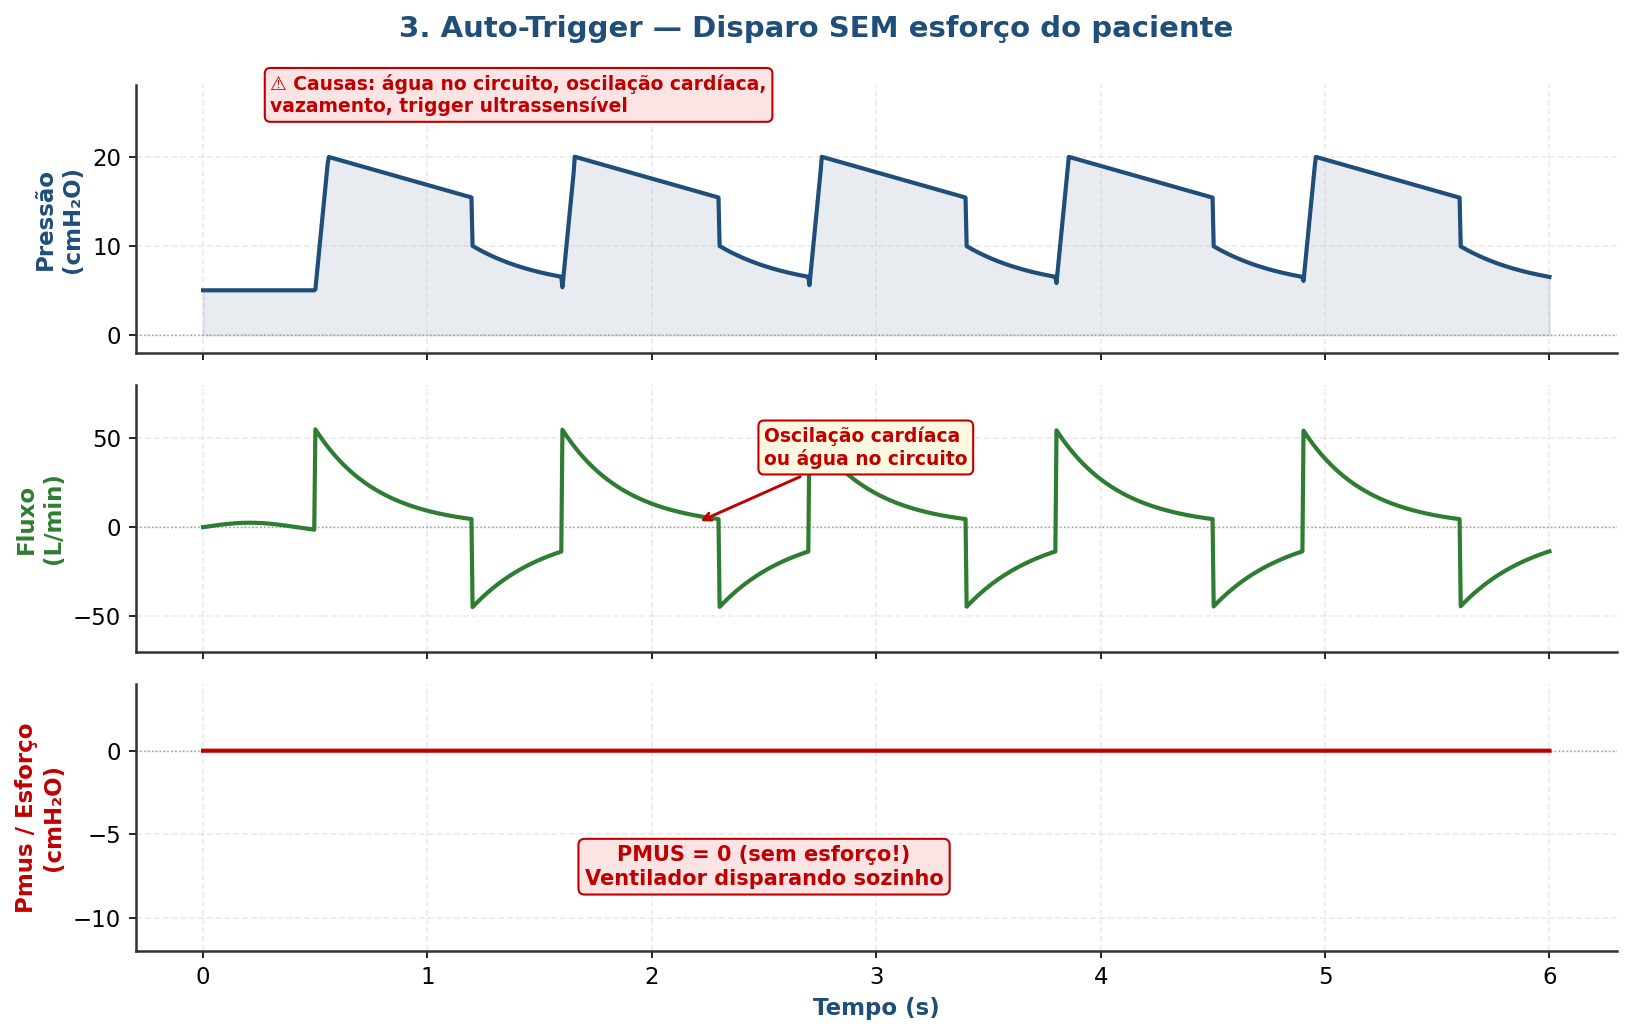 3. Auto-Trigger — Disparo SEM esforço do paciente
⚠ Causas: água no circuito, oscilação cardíaca,
vazamento, trigger ultrassensível
Pressão
(cmH₂O)
20
10
0
Fluxo
(L/min)
50
0
−50
Oscilação cardíaca
ou água no circuito
Pmus / Esforço
(cmH₂O)
0
−5
−10
PMUS = 0 (sem esforço!)
Ventilador disparando sozinho
0 1 2 3 4 5 6
Tempo (s)